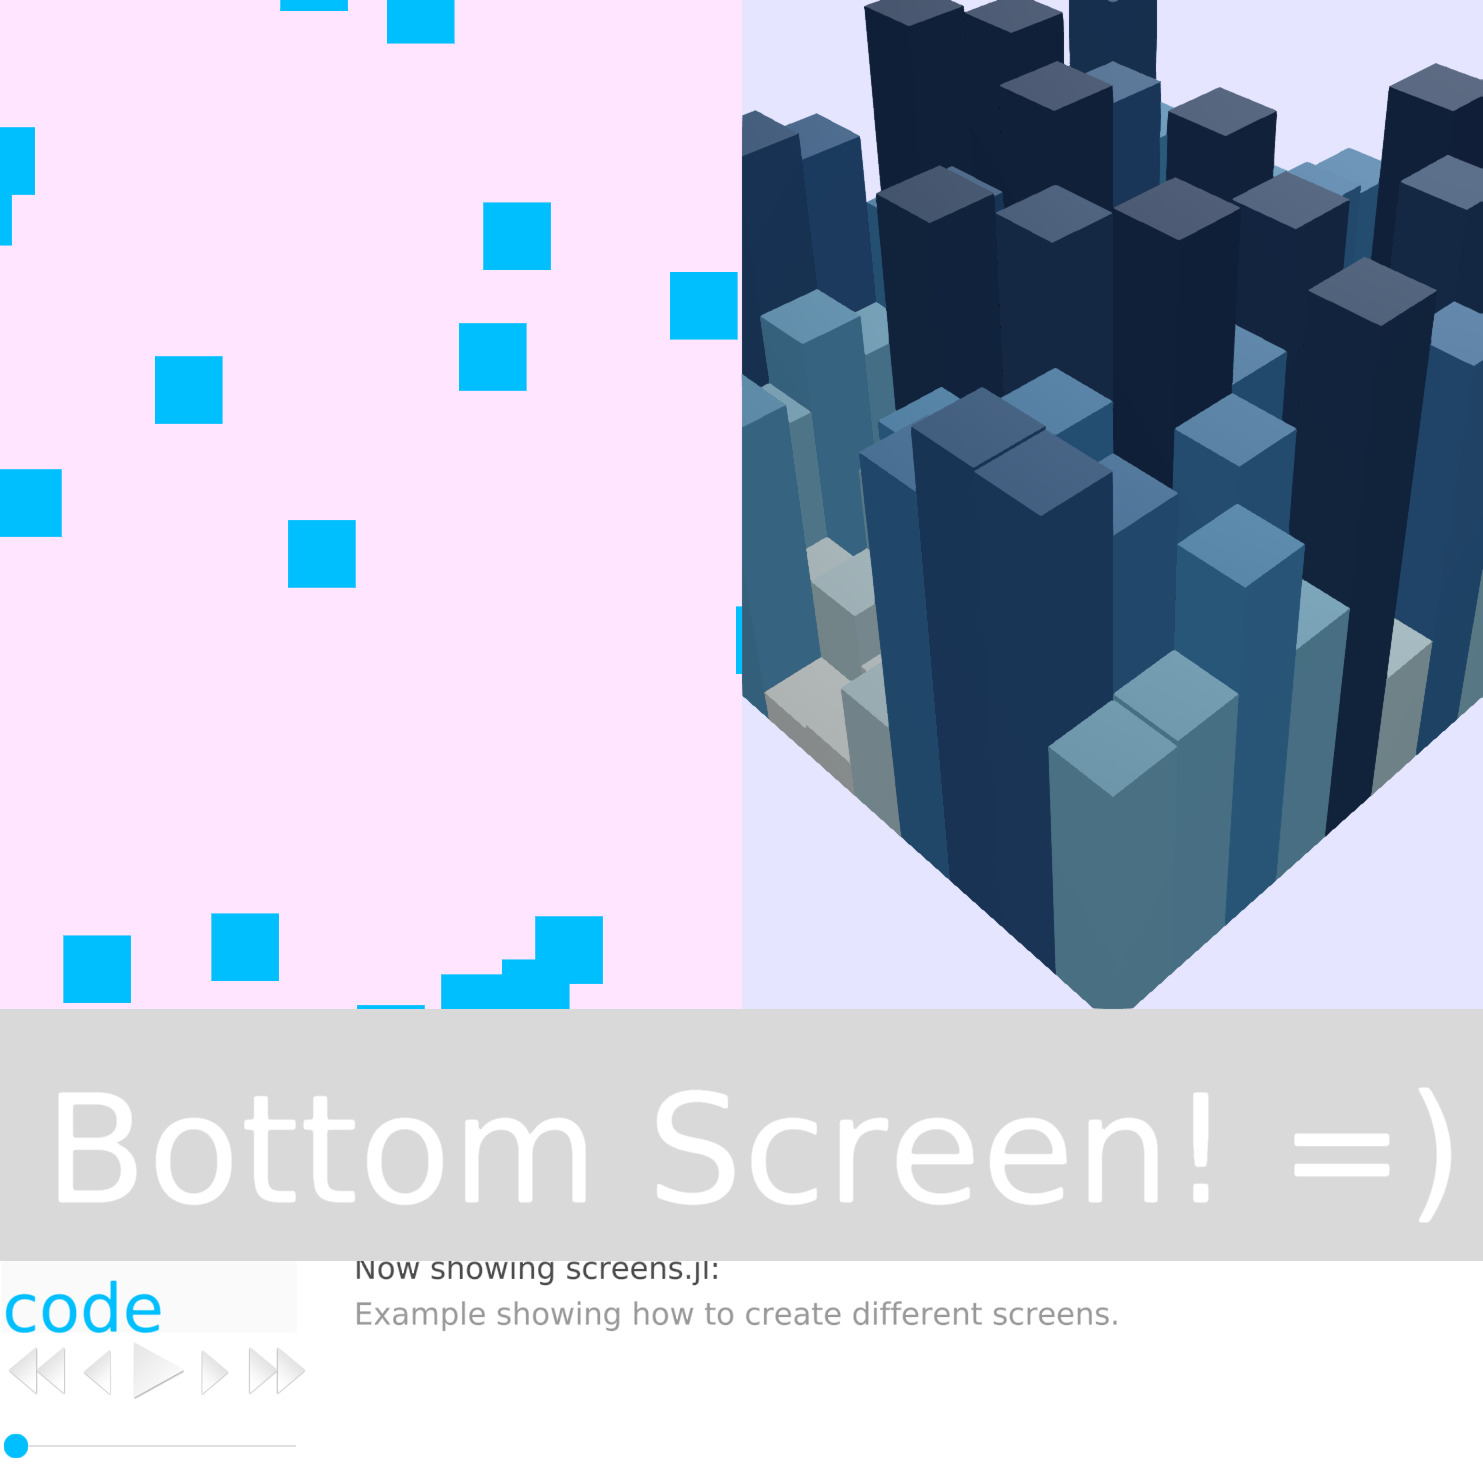 Bottom Screen! =)
Now showing screens.jl:
code
Example showing how to create different screens.